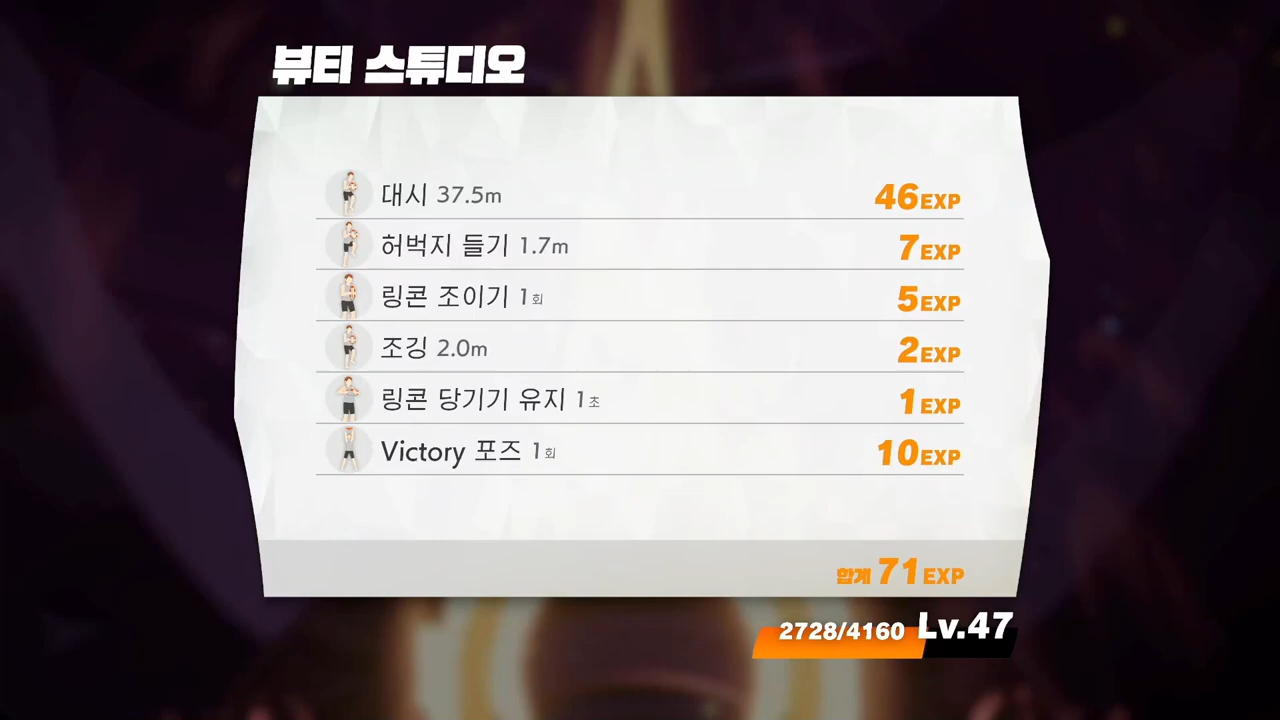 뷰티 스튜디오
대시 37.5m 46EXP
허벅지 들기 1.7m 7EXP
링콘 조이기 1회 5EXP
조깅 2.0m 2EXP
링콘 당기기 유지 1초 1EXP
Victory 포즈 1회 10EXP
합계 71EXP
2728/4160 Lv.47